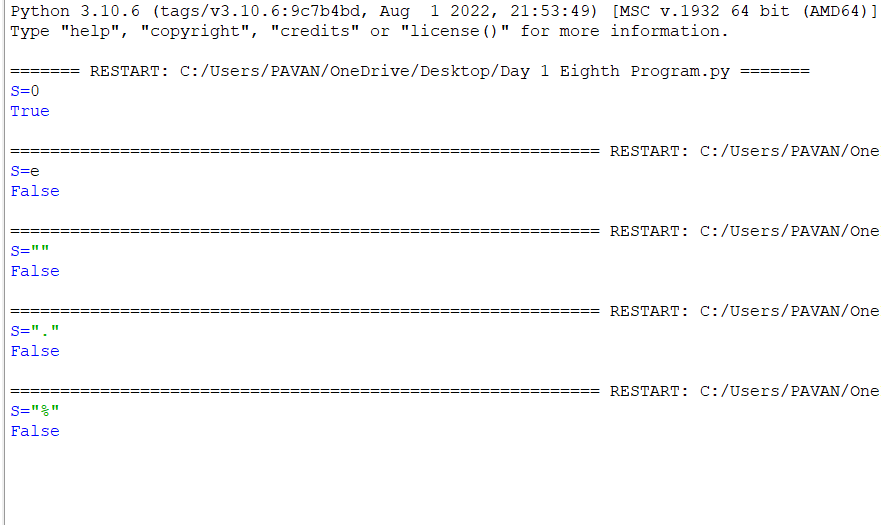 Python 3.10.6 (tags/v3.10.6:9c7b4bd, Aug  1 2022, 21:53:49) [MSC v.1932 64 bit (AMD64)]
Type "help", "copyright", "credits" or "license()" for more information.
======= RESTART: C:/Users/PAVAN/OneDrive/Desktop/Day 1 Eighth Program.py =======
S=0
True
=========================================================== RESTART: C:/Users/PAVAN/One
S=e
False
=========================================================== RESTART: C:/Users/PAVAN/One
S=""
False
=========================================================== RESTART: C:/Users/PAVAN/One
S="."
False
=========================================================== RESTART: C:/Users/PAVAN/One
S="%"
False